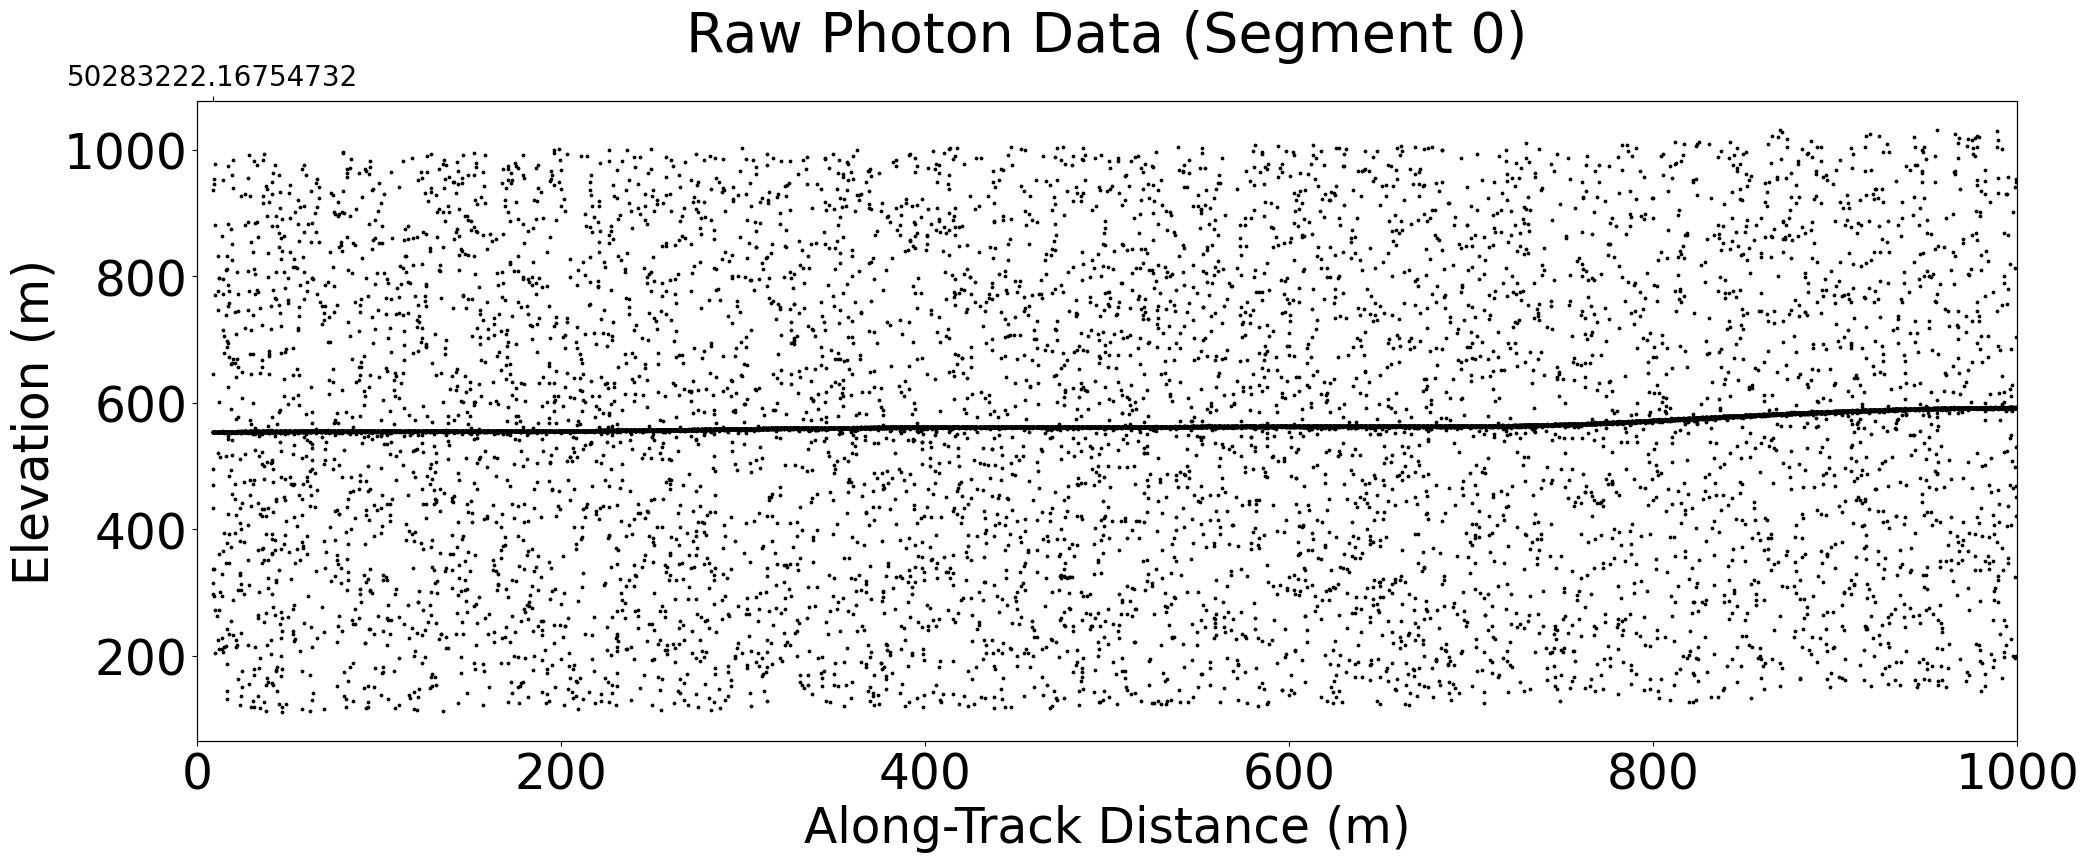 Raw Photon Data (Segment 0)
50283222.16754732
1000
800
600
400
200
Elevation (m)
0 200 400 600 800 1000
Along-Track Distance (m)